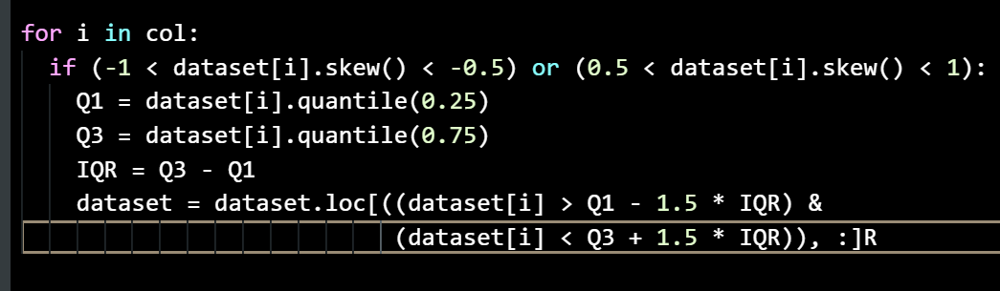 for i in col:
if (-1 < dataset[i].skew() < -0.5) or (0.5 < dataset[i].skew() < 1):
Q1 = dataset[i].quantile(0.25)
Q3 = dataset[i].quantile(0.75)
IQR = Q3 - Q1
dataset = dataset.loc[((dataset[i] > Q1 - 1.5 * IQR) &
(dataset[i] < Q3 + 1.5 * IQR)), :]R